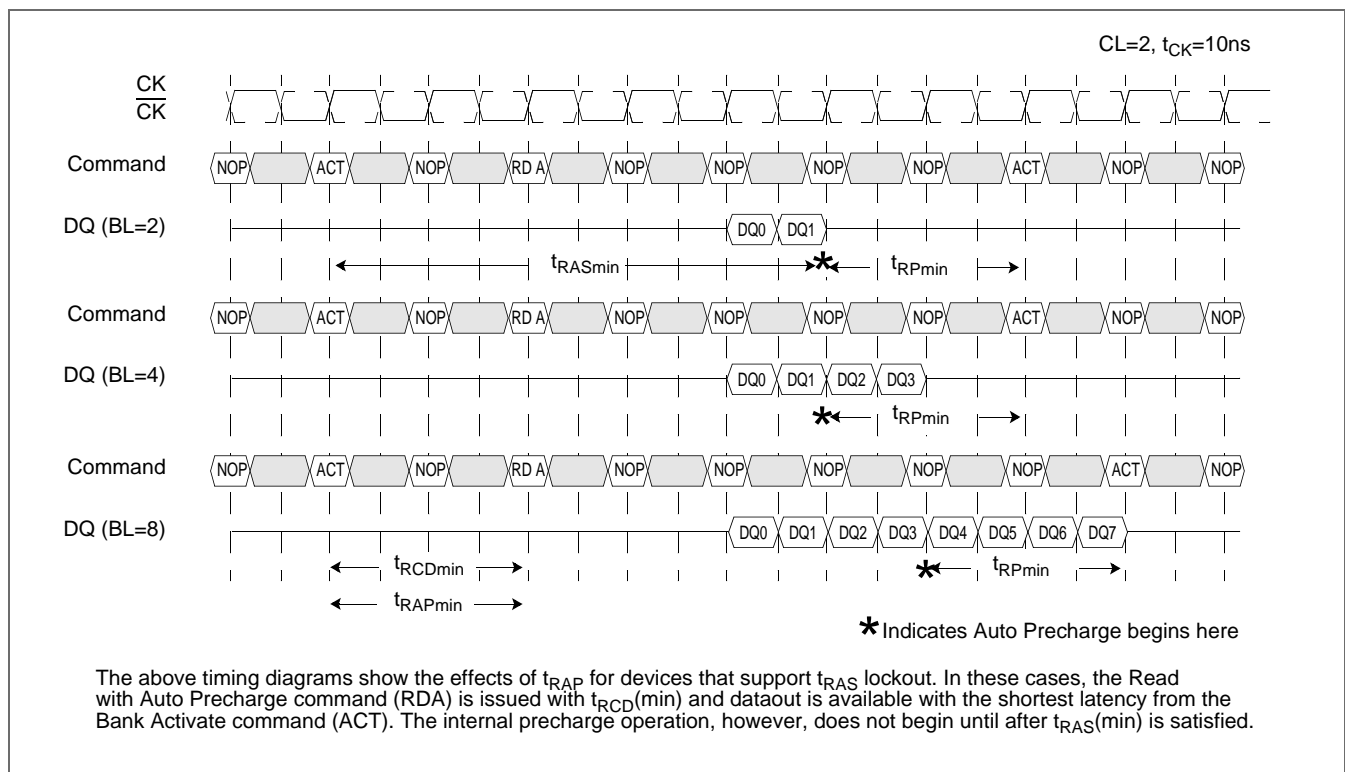 CL=2, tCK=10ns
CK
CK
Command
NOP ACT NOP RD A NOP NOP NOP NOP ACT NOP NOP
DQ (BL=2)
DQ0 DQ1
tRASmin * tRPmin
Command
NOP ACT NOP RD A NOP NOP NOP NOP ACT NOP NOP
DQ (BL=4)
DQ0 DQ1 DQ2 DQ3
* tRPmin
Command
NOP ACT NOP RD A NOP NOP NOP NOP NOP ACT NOP
DQ (BL=8)
DQ0 DQ1 DQ2 DQ3 DQ4 DQ5 DQ6 DQ7
tRCDmin * tRPmin
tRAPmin
* Indicates Auto Precharge begins here
The above timing diagrams show the effects of tRAP for devices that support tRAS lockout. In these cases, the Read
with Auto Precharge command (RDA) is issued with tRCD(min) and dataout is available with the shortest latency from the
Bank Activate command (ACT). The internal precharge operation, however, does not begin until after tRAS(min) is satisfied.